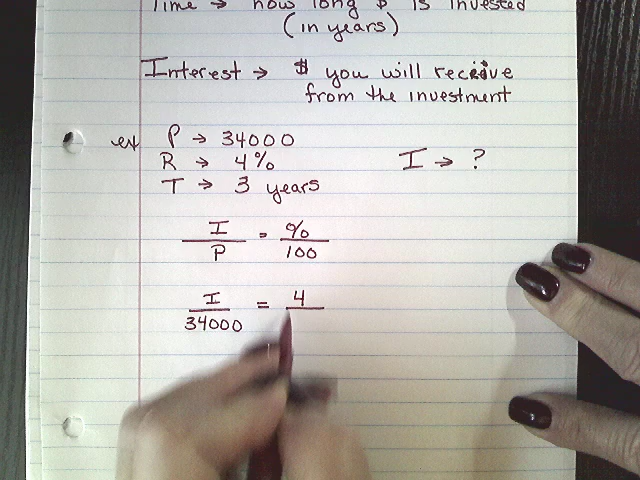 Time → how long $ is invested
(in years)
Interest → $ you will receive
from the investment
ex P → 34000
R → 4% I → ?
T → 3 years
I/P = %/100
I/34000 = 4/